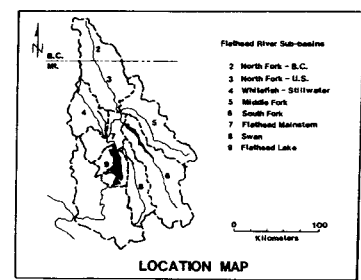 N
B.C.
Mt.
2
3
4
5
6
7
8
9
Flathead River Sub-basins
2 North Fork - B.C.
3 North Fork - U.S.
4 Whitefish - Stillwater
5 Middle Fork
6 South Fork
7 Flathead Mainstem
8 Swan
9 Flathead Lake
0 100
Kilometers
LOCATION MAP